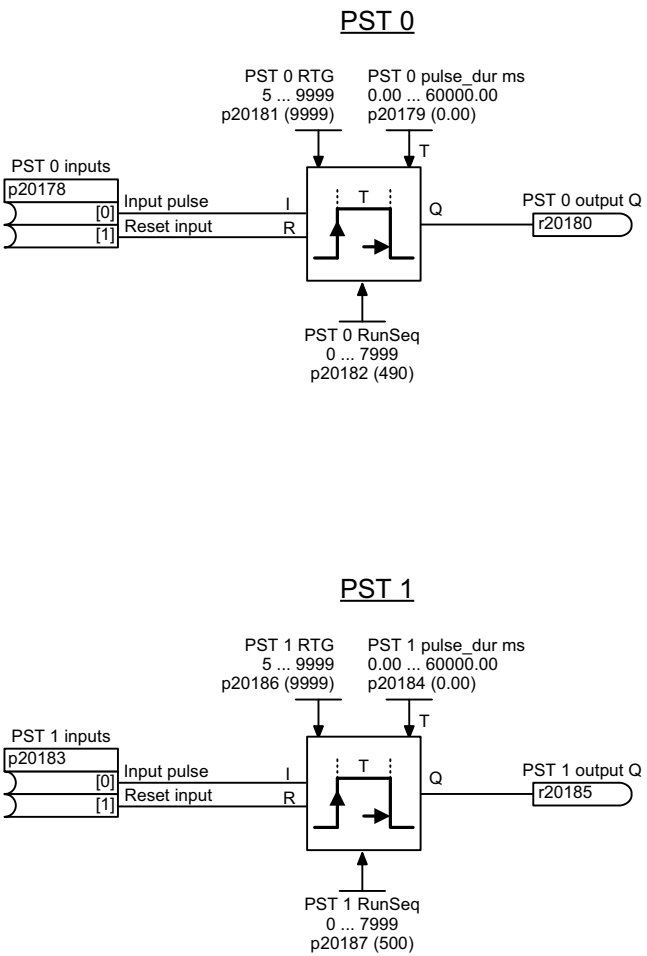 PST 0
PST 0 RTG
5 ... 9999
p20181 (9999)
PST 0 pulse_dur ms
0.00 ... 60000.00
p20179 (0.00)
T
PST 0 inputs
p20178
[0]
[1]
Input pulse
Reset input
I
R
T
Q
PST 0 output Q
r20180
PST 0 RunSeq
0 ... 7999
p20182 (490)
PST 1
PST 1 RTG
5 ... 9999
p20186 (9999)
PST 1 pulse_dur ms
0.00 ... 60000.00
p20184 (0.00)
T
PST 1 inputs
p20183
[0]
[1]
Input pulse
Reset input
I
R
T
Q
PST 1 output Q
r20185
PST 1 RunSeq
0 ... 7999
p20187 (500)